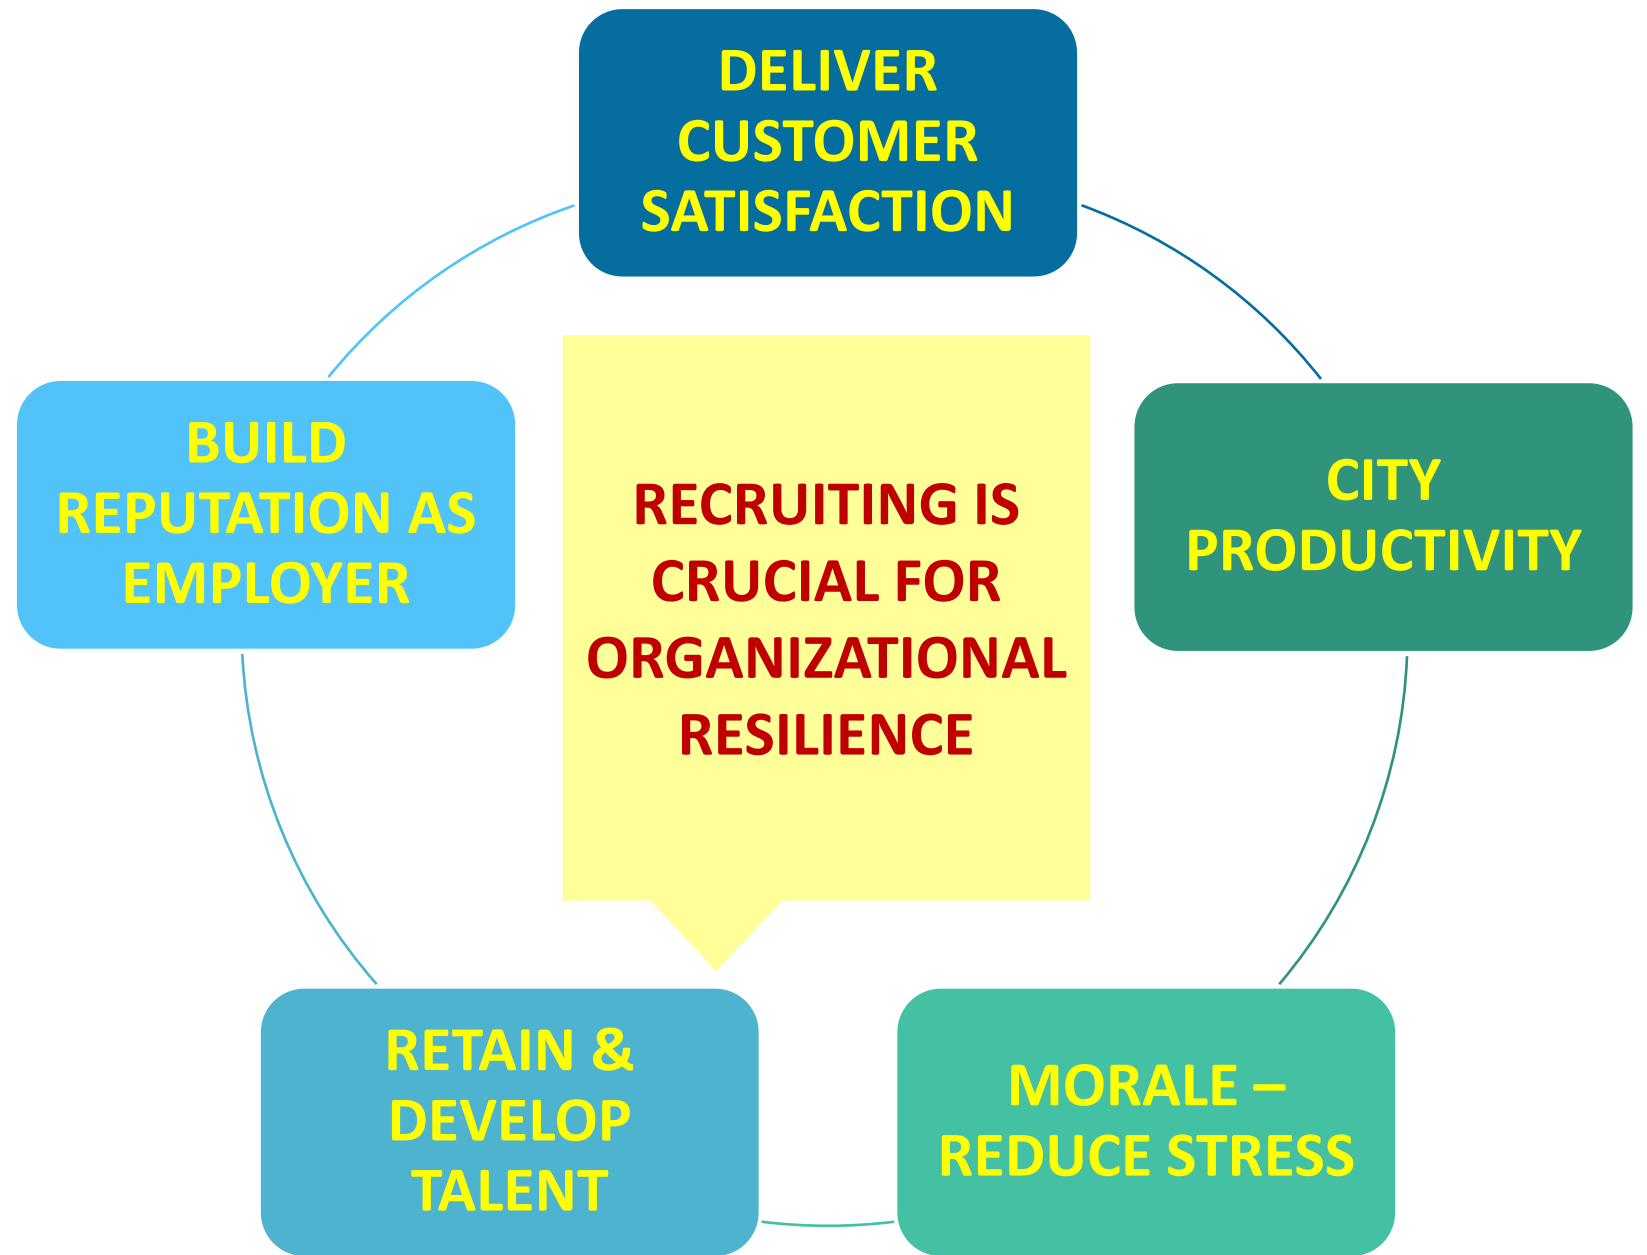 DELIVER
CUSTOMER
SATISFACTION
CITY
PRODUCTIVITY
MORALE –
REDUCE STRESS
RETAIN &
DEVELOP
TALENT
BUILD
REPUTATION AS
EMPLOYER
RECRUITING IS
CRUCIAL FOR
ORGANIZATIONAL
RESILIENCE